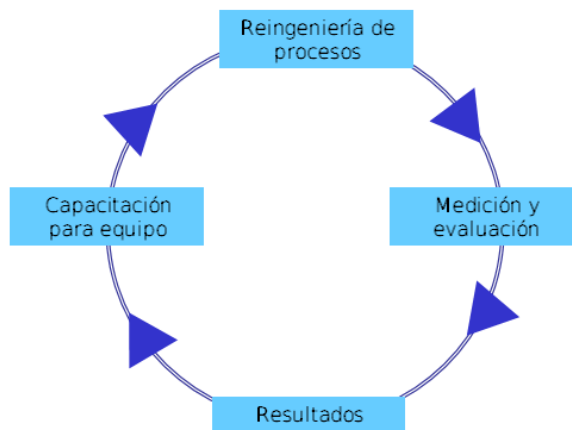 Reingeniería de
procesos
Capacitación
para equipo
Medición y
evaluación
Resultados